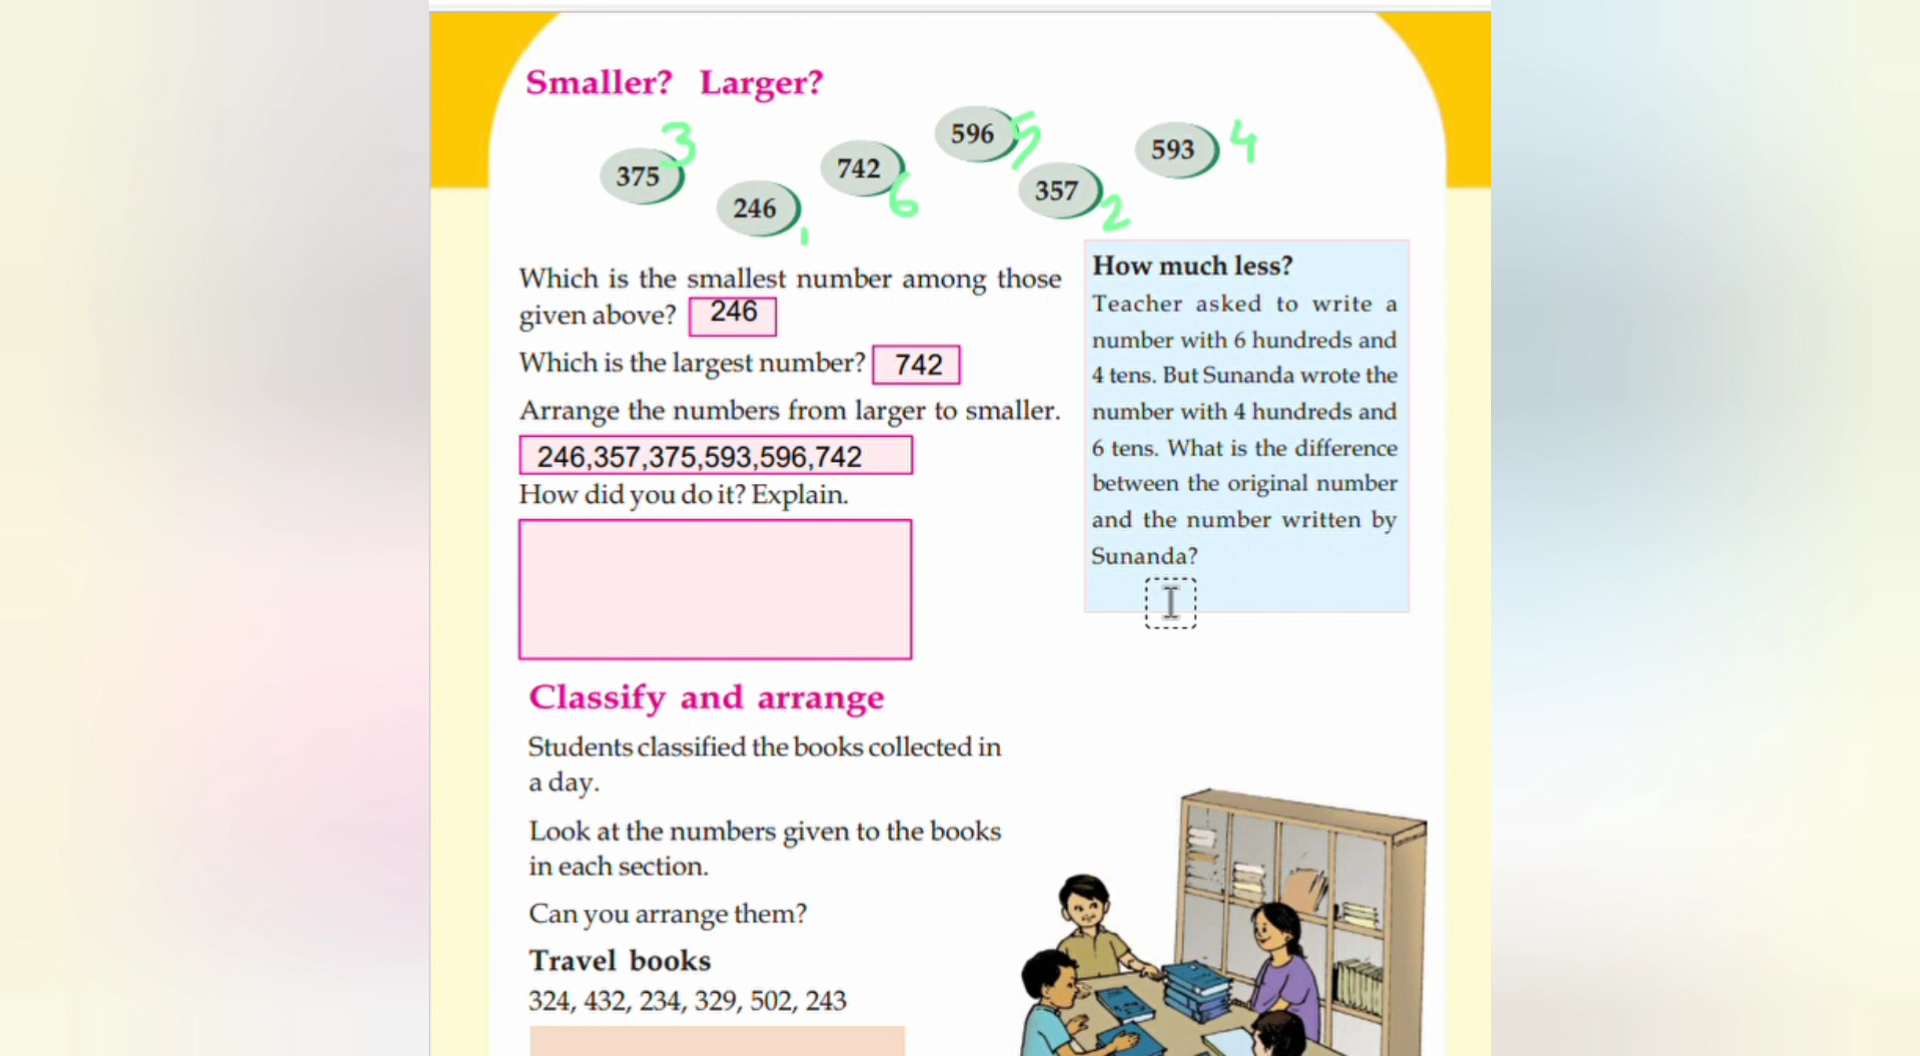 Smaller? Larger?
375 3
246 1
742 6
596 5
357 2
593 4
Which is the smallest number among those
given above? 246
Which is the largest number? 742
Arrange the numbers from larger to smaller.
246,357,375,593,596,742
How did you do it? Explain.
How much less?
Teacher asked to write a
number with 6 hundreds and
4 tens. But Sunanda wrote the
number with 4 hundreds and
6 tens. What is the difference
between the original number
and the number written by
Sunanda?
Classify and arrange
Students classified the books collected in
a day.
Look at the numbers given to the books
in each section.
Can you arrange them?
Travel books
324, 432, 234, 329, 502, 243